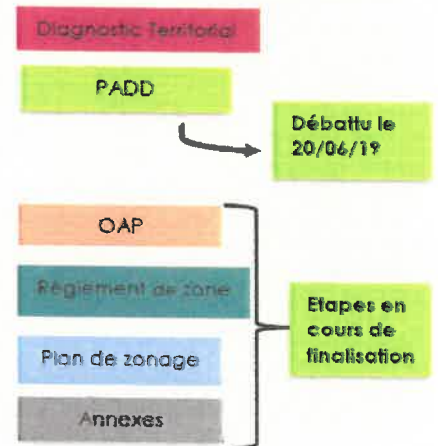 Diagnostic Territorial
PADD
Débattu le
20/06/19
OAP
Règlement de zone
Etapes en
cours de
finalisation
Plan de zonage
Annexes